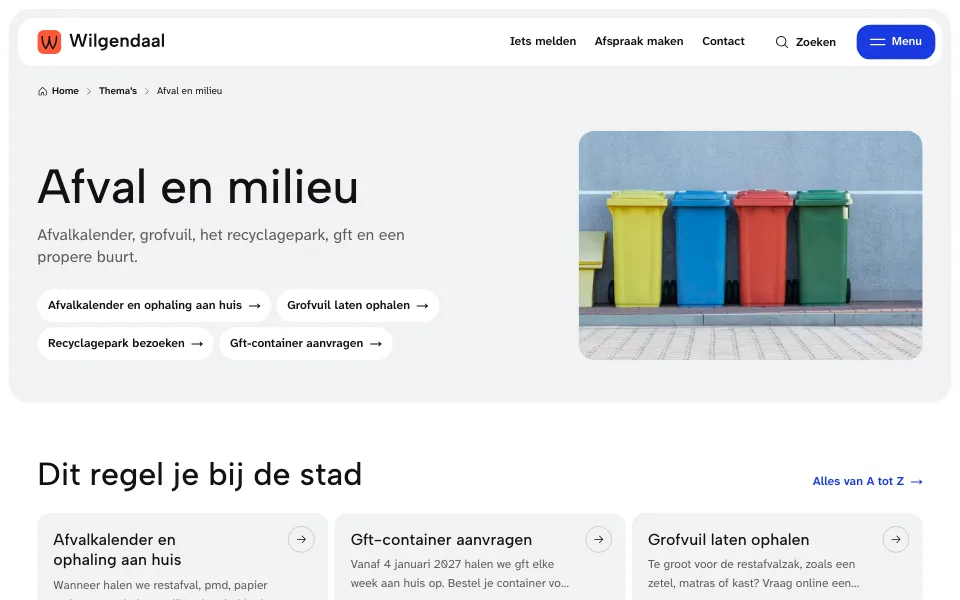 Wilgendaal
Iets melden
Afspraak maken
Contact
Zoeken
Menu
Home
Thema's
Afval en milieu
Afval en milieu
Afvalkalender, grofvuil, het recyclagepark, gft en een
propere buurt.
Afvalkalender en ophaling aan huis →
Grofvuil laten ophalen →
Recyclagepark bezoeken →
Gft-container aanvragen →
Dit regel je bij de stad
Alles van A tot Z →
Afvalkalender en
ophaling aan huis
Wanneer halen we restafval, pmd, papier
Gft-container aanvragen
Vanaf 4 januari 2027 halen we gft elke
week aan huis op. Bestel je container vo...
Grofvuil laten ophalen
Te groot voor de restafvalzak, zoals een
zetel, matras of kast? Vraag online een...